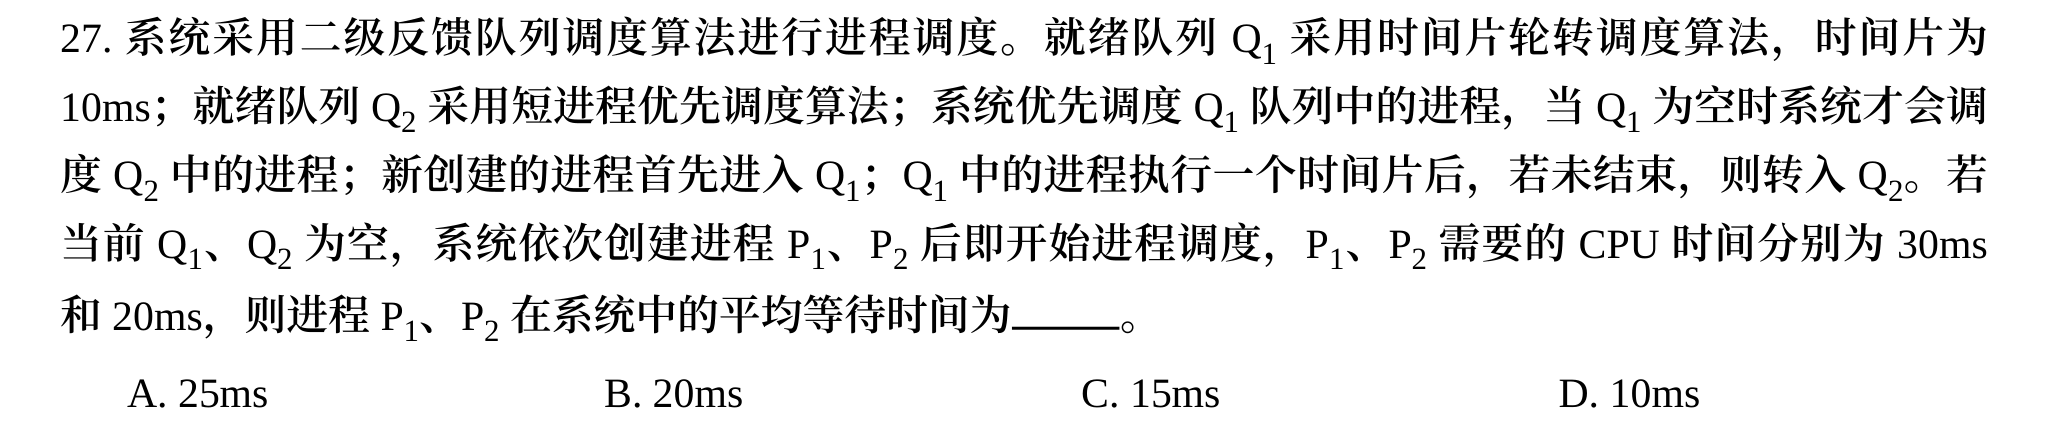 27. 系统采用二级反馈队列调度算法进行进程调度。就绪队列 Q1 采用时间片轮转调度算法，时间片为
10ms；就绪队列 Q2 采用短进程优先调度算法；系统优先调度 Q1 队列中的进程，当 Q1 为空时系统才会调
度 Q2 中的进程；新创建的进程首先进入 Q1；Q1 中的进程执行一个时间片后，若未结束，则转入 Q2。若
当前 Q1、Q2 为空，系统依次创建进程 P1、P2 后即开始进程调度，P1、P2 需要的 CPU 时间分别为 30ms
和 20ms，则进程 P1、P2 在系统中的平均等待时间为_____。
A. 25ms B. 20ms C. 15ms D. 10ms